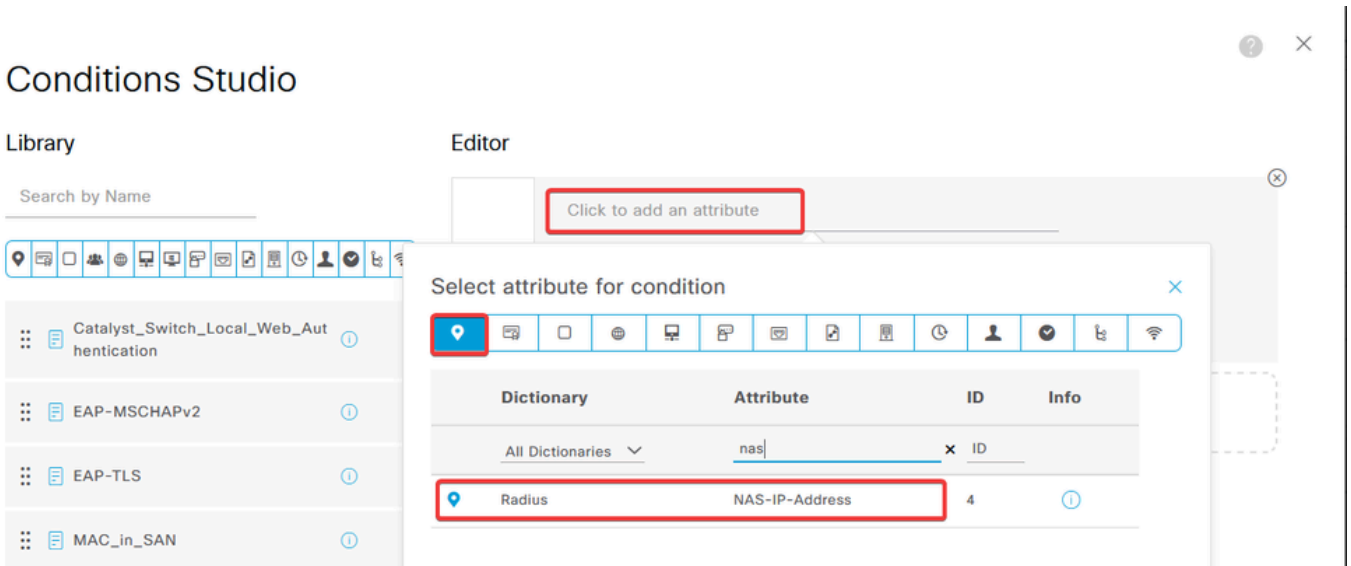 Conditions Studio
Library
Editor
Search by Name
Click to add an attribute
Select attribute for condition
Catalyst_Switch_Local_Web_Aut
hentication
EAP-MSCHAPv2
EAP-TLS
MAC_in_SAN
Dictionary Attribute ID Info
All Dictionaries nas ID
Radius NAS-IP-Address 4